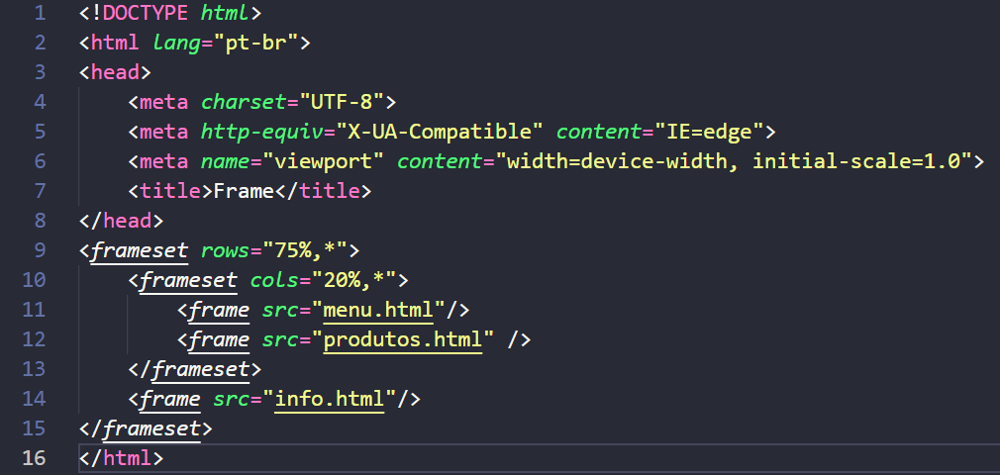 1 <!DOCTYPE html>
2 <html lang="pt-br">
3 <head>
4     <meta charset="UTF-8">
5     <meta http-equiv="X-UA-Compatible" content="IE=edge">
6     <meta name="viewport" content="width=device-width, initial-scale=1.0">
7     <title>Frame</title>
8 </head>
9 <frameset rows="75%,*">
10     <frameset cols="20%,*">
11         <frame src="menu.html"/>
12         <frame src="produtos.html" />
13     </frameset>
14     <frame src="info.html"/>
15 </frameset>
16 </html>